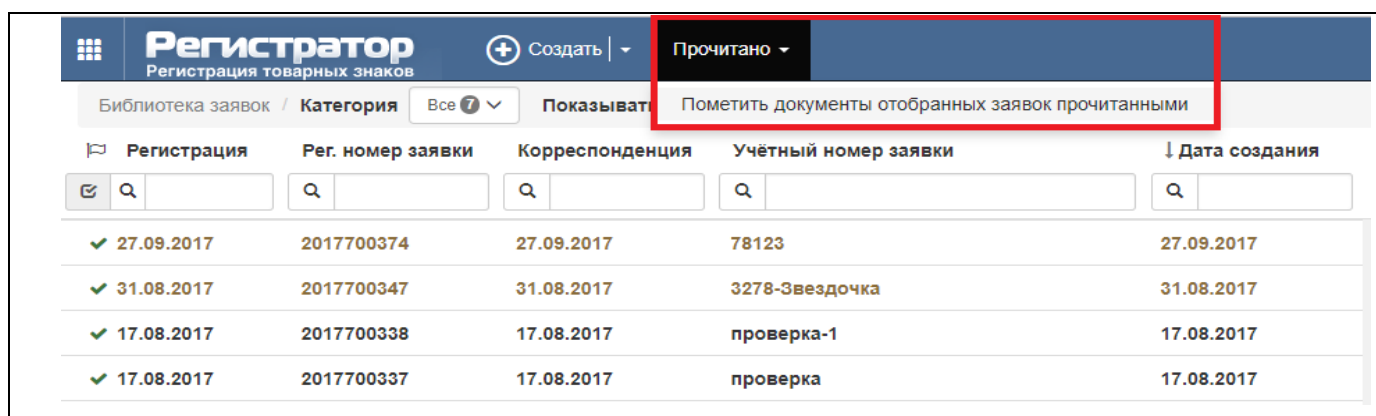 Регистратор
Регистрация товарных знаков
Создать
Прочитано
Библиотека заявок / Категория Все 7 Показывать
Пометить документы отобранных заявок прочитанными
Регистрация Рег. номер заявки Корреспонденция Учётный номер заявки Дата создания
27.09.2017 2017700374 27.09.2017 78123 27.09.2017
31.08.2017 2017700347 31.08.2017 3278-Звездочка 31.08.2017
17.08.2017 2017700338 17.08.2017 проверка-1 17.08.2017
17.08.2017 2017700337 17.08.2017 проверка 17.08.2017